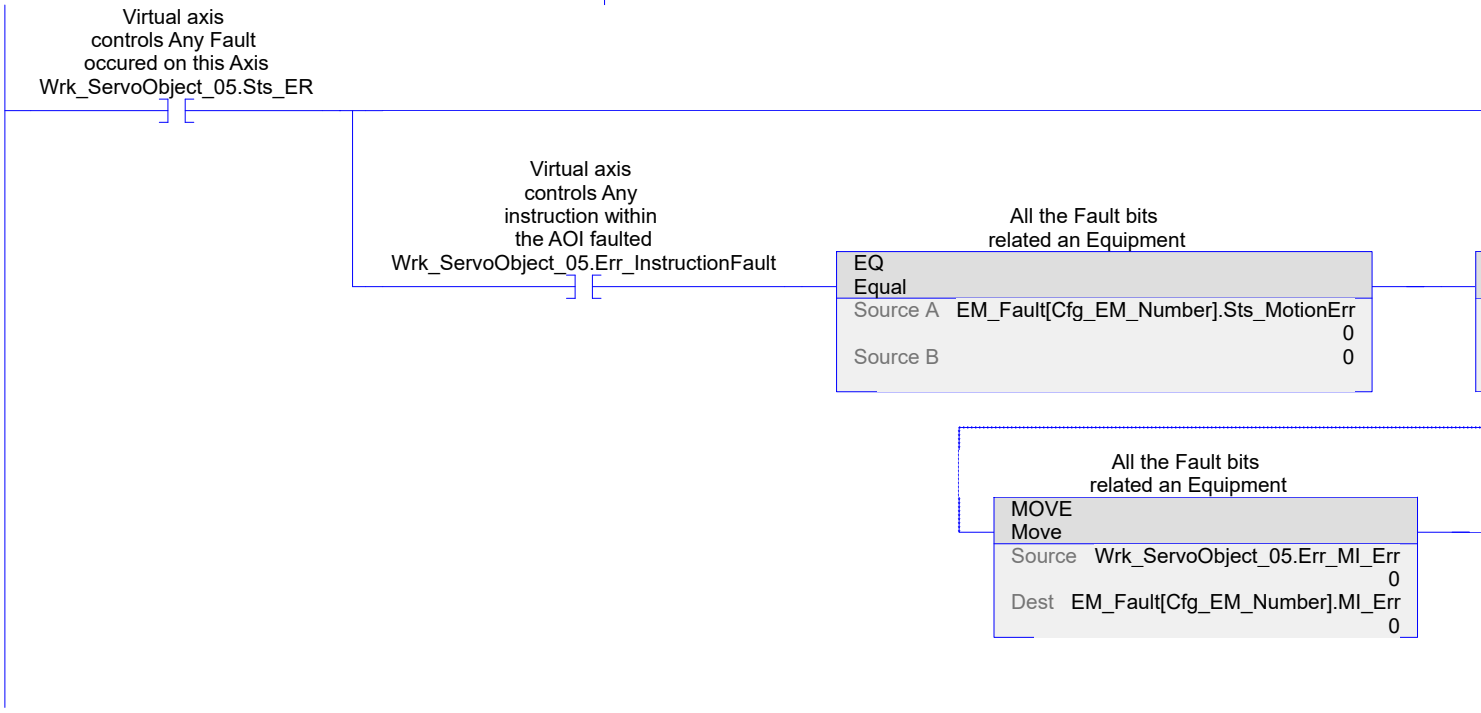 Virtual axis
controls Any Fault
occured on this Axis
Wrk_ServoObject_05.Sts_ER
Virtual axis
controls Any
instruction within
the AOI faulted
Wrk_ServoObject_05.Err_InstructionFault
All the Fault bits
related an Equipment
EQ
Equal
Source A EM_Fault[Cfg_EM_Number].Sts_MotionErr
0
Source B 0
All the Fault bits
related an Equipment
MOVE
Move
Source Wrk_ServoObject_05.Err_MI_Err
0
Dest EM_Fault[Cfg_EM_Number].MI_Err
0